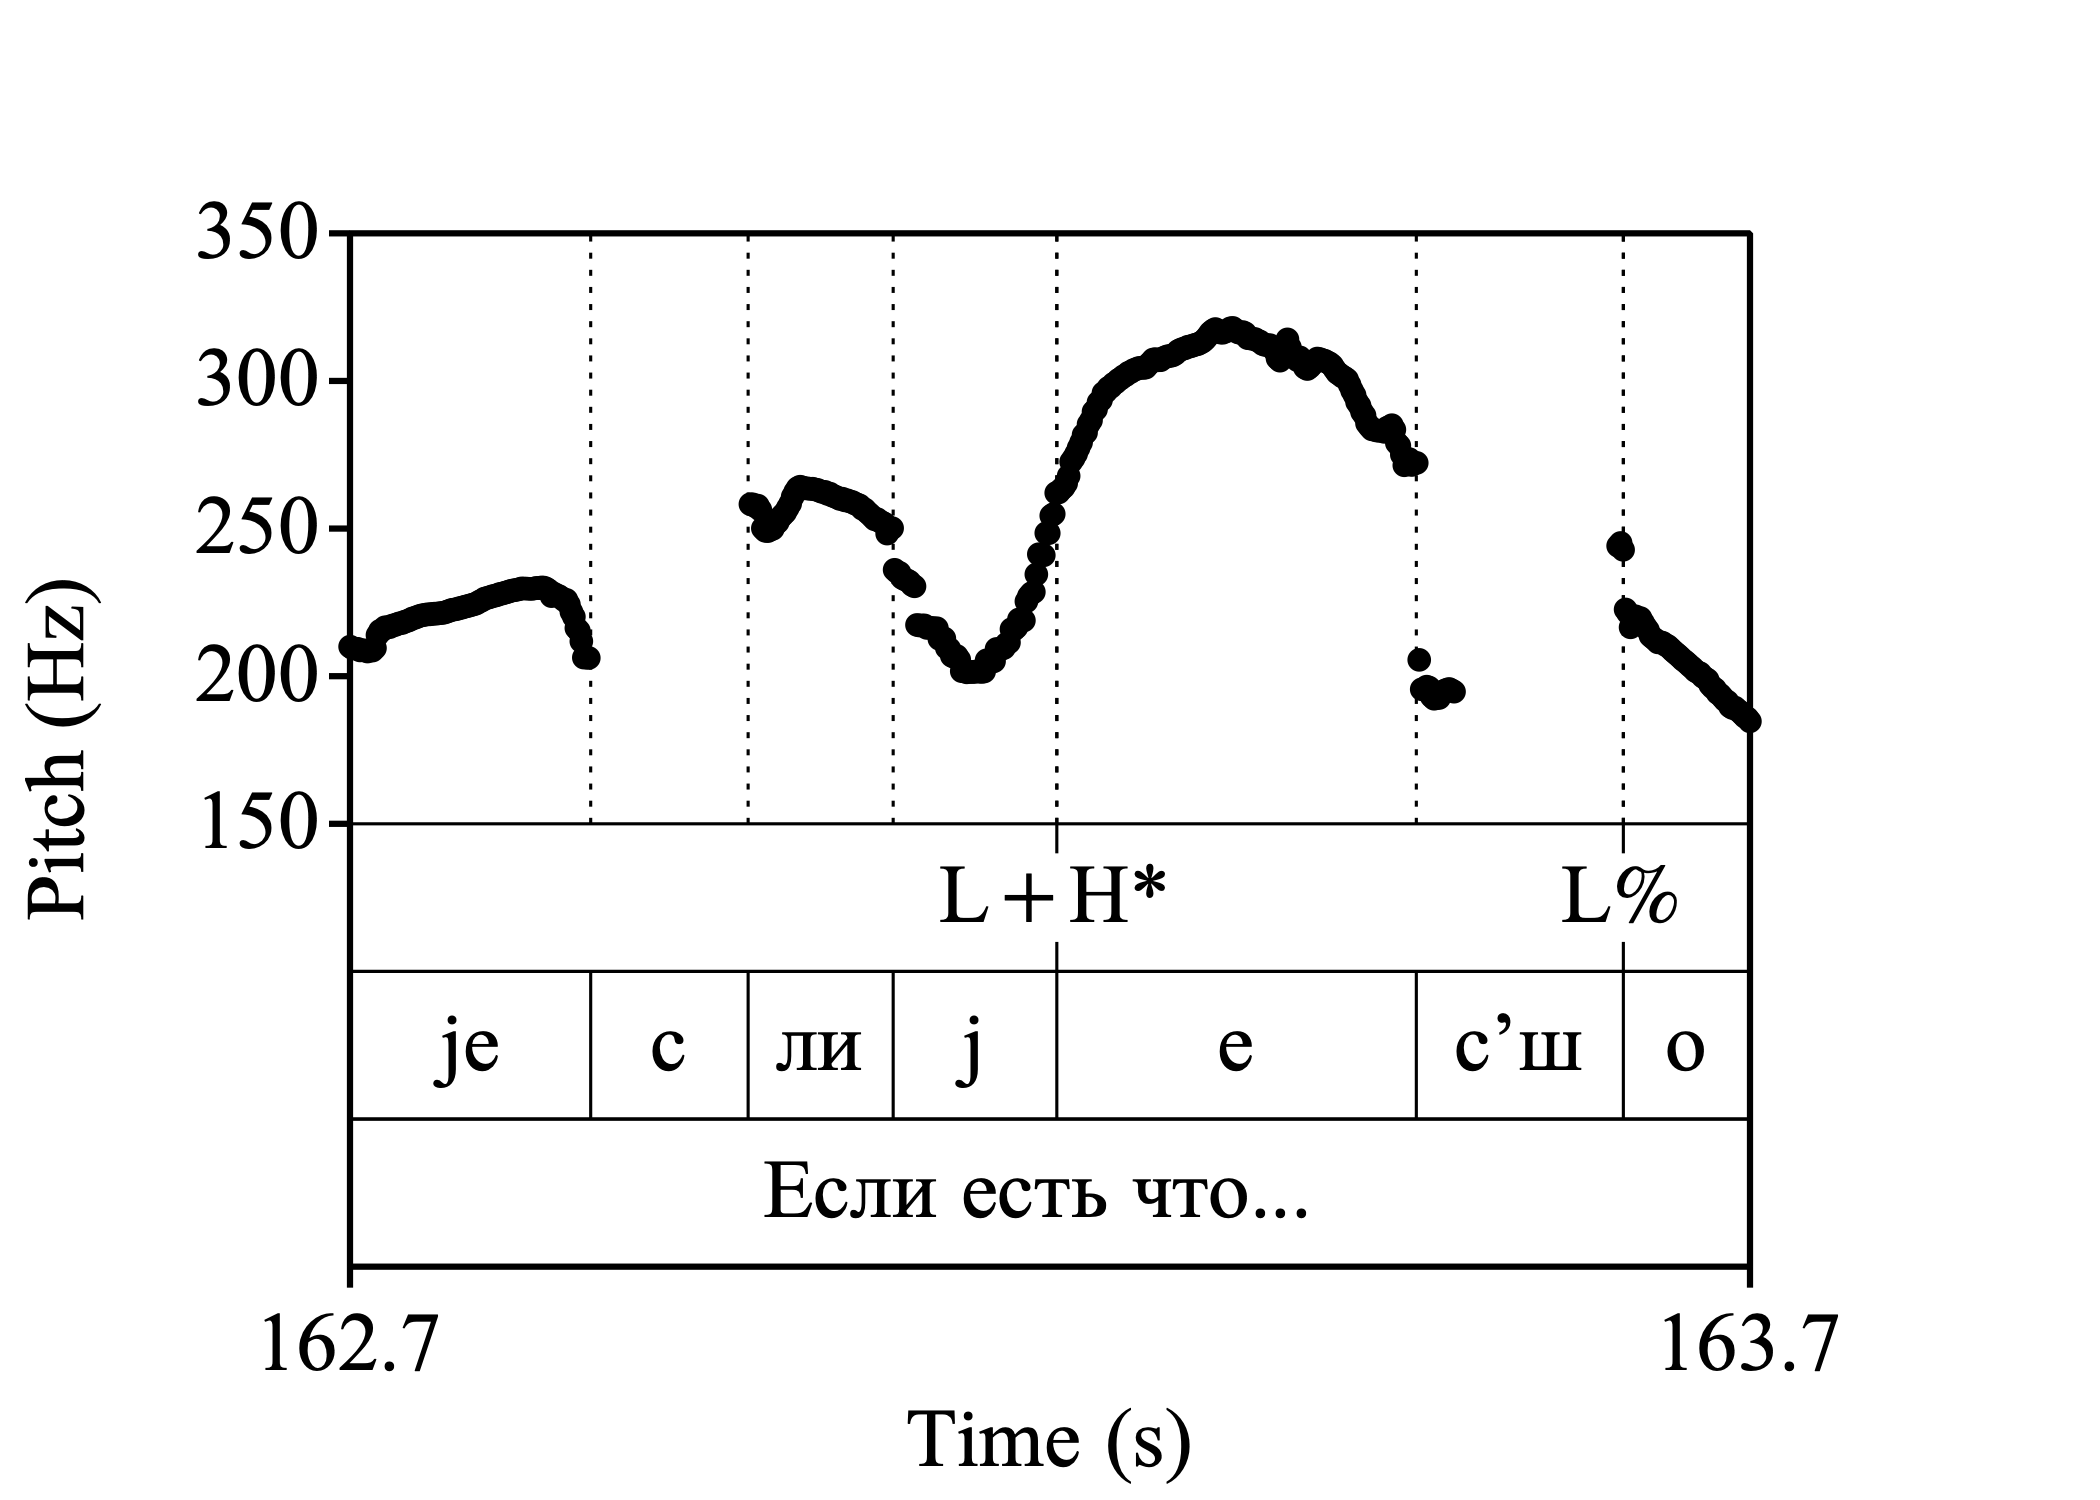 350
300
250
200
150
Pitch (Hz)
L+H* L%
je с ли j е с’ш о
Если есть что...
162.7 163.7
Time (s)